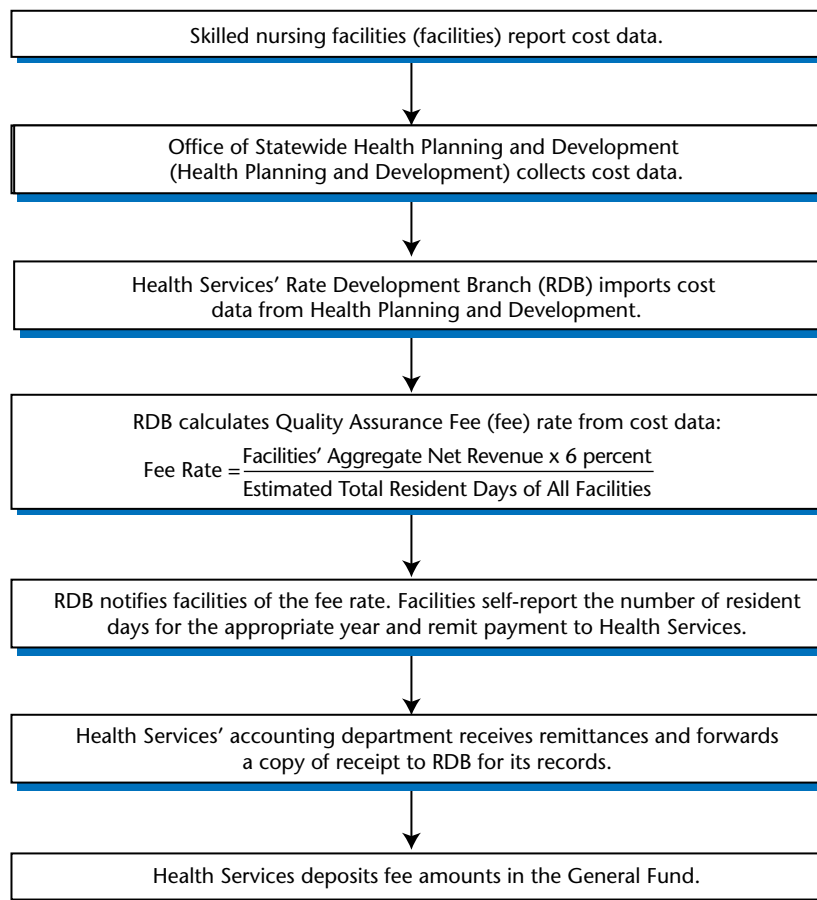 Skilled nursing facilities (facilities) report cost data.
Office of Statewide Health Planning and Development
(Health Planning and Development) collects cost data.
Health Services’ Rate Development Branch (RDB) imports cost
data from Health Planning and Development.
RDB calculates Quality Assurance Fee (fee) rate from cost data:
Fee Rate = Facilities’ Aggregate Net Revenue x 6 percent
Estimated Total Resident Days of All Facilities
RDB notifies facilities of the fee rate. Facilities self-report the number of resident
days for the appropriate year and remit payment to Health Services.
Health Services’ accounting department receives remittances and forwards
a copy of receipt to RDB for its records.
Health Services deposits fee amounts in the General Fund.